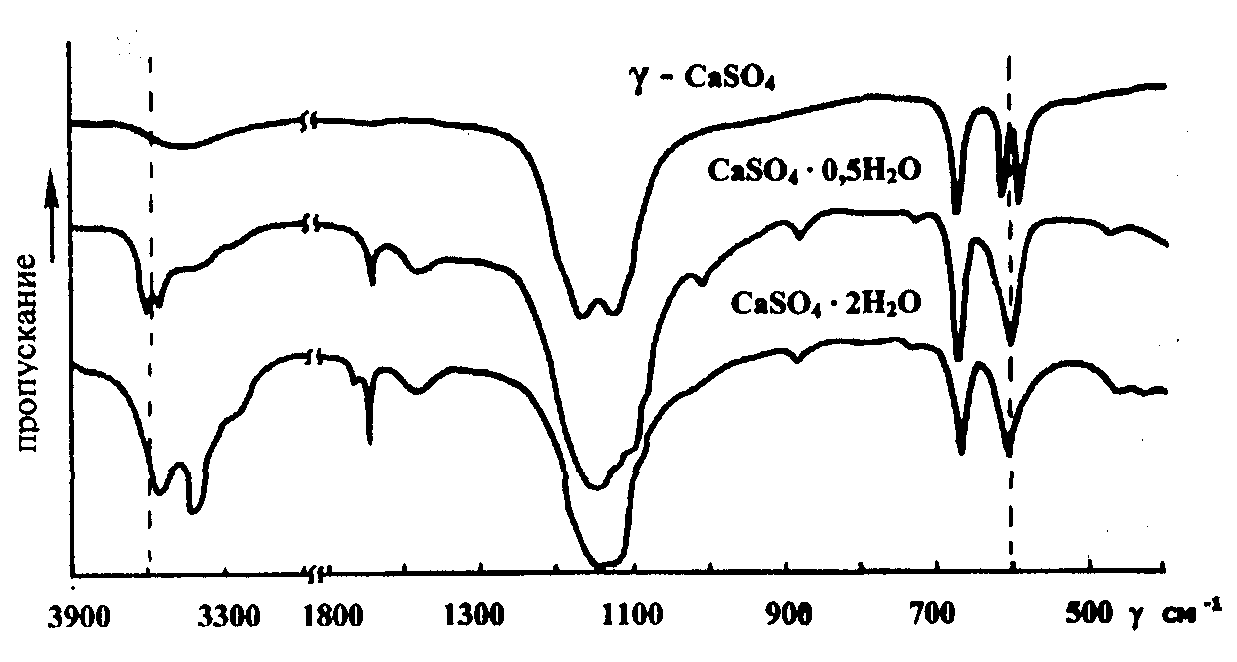 γ - CaSO₄
CaSO₄ · 0,5H₂O
CaSO₄ · 2H₂O
пропускание
3900 3300 1800 1300 1100 900 700 500 γ см⁻¹